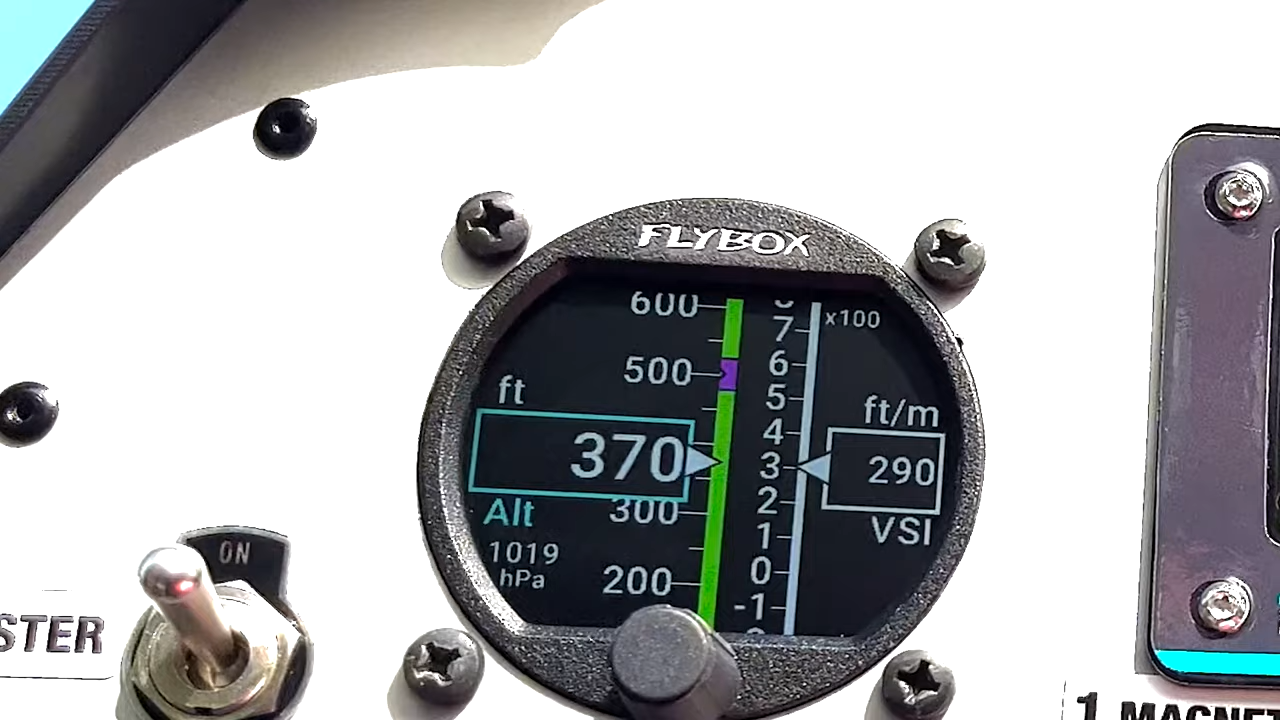 FLYBOX
600
500
300
200
ft
370
Alt
1019
hPa
7
6
5
4
3
2
1
0
-1
x100
ft/m
290
VSI
ON
STER
1 MAGNET